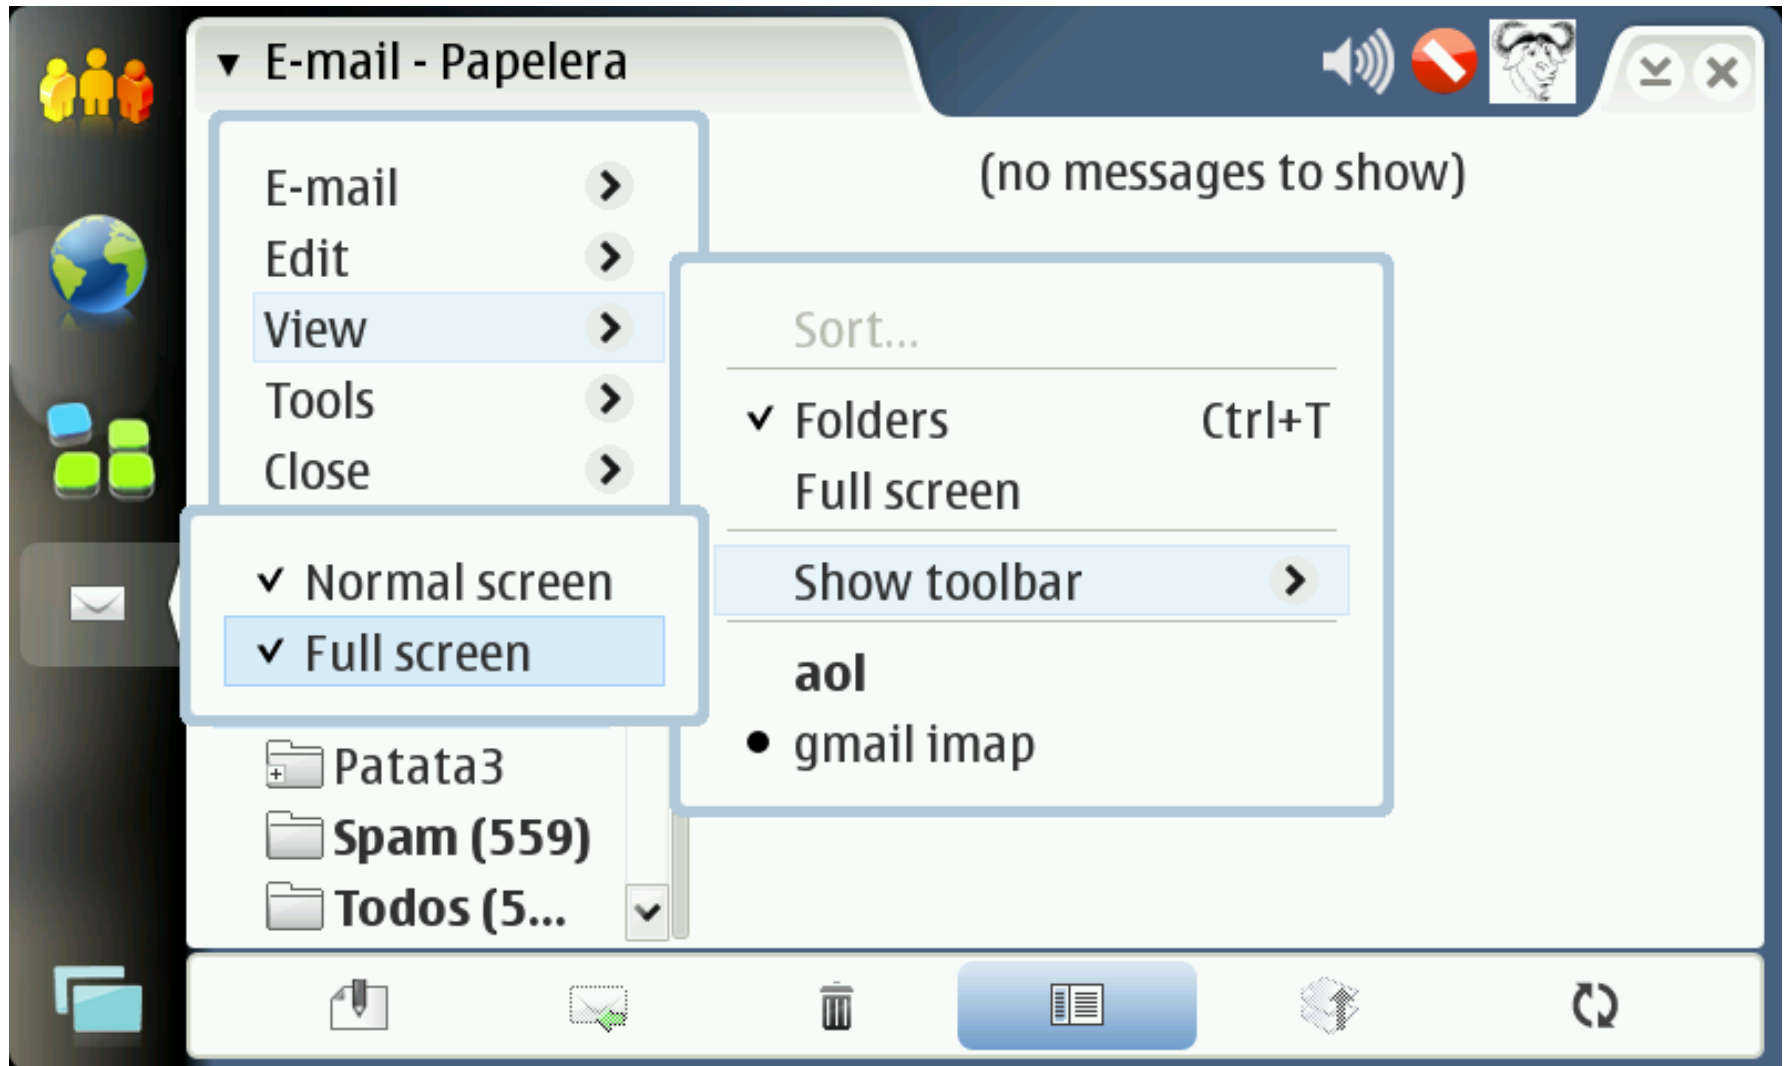 E-mail - Papelera
(no messages to show)
E-mail
Edit
View
Tools
Close
Sort...
Folders Ctrl+T
Full screen
Show toolbar
aol
gmail imap
Normal screen
Full screen
Patata3
Spam (559)
Todos (5...